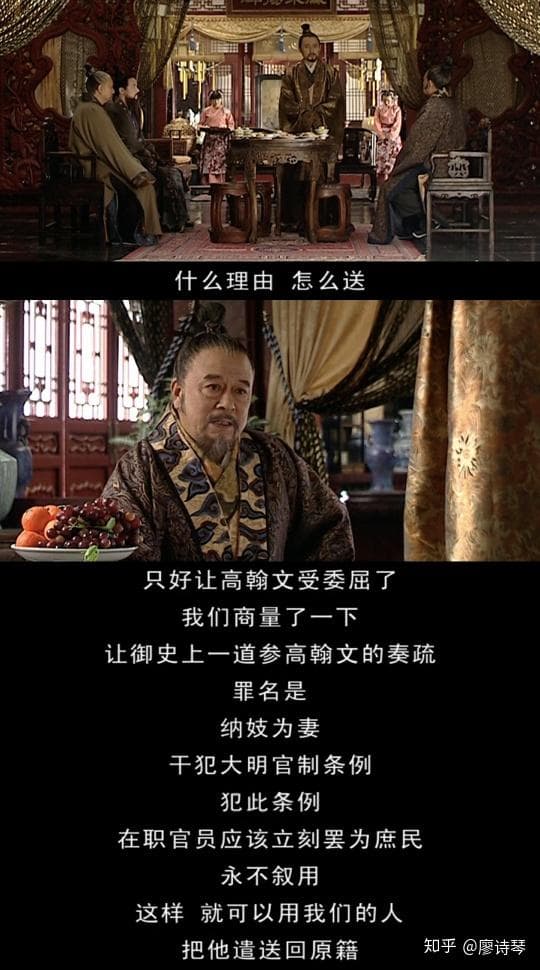 什么理由 怎么送
只好让高翰文受委屈了
我们商量了一下
让御史上一道参高翰文的奏疏
罪名是
纳妓为妻
干犯大明官制条例
犯此条例
在职官员应该立刻罢为庶民
永不叙用
这样 就可以用我们的人
把他遣送回原籍
知乎 @廖诗琴